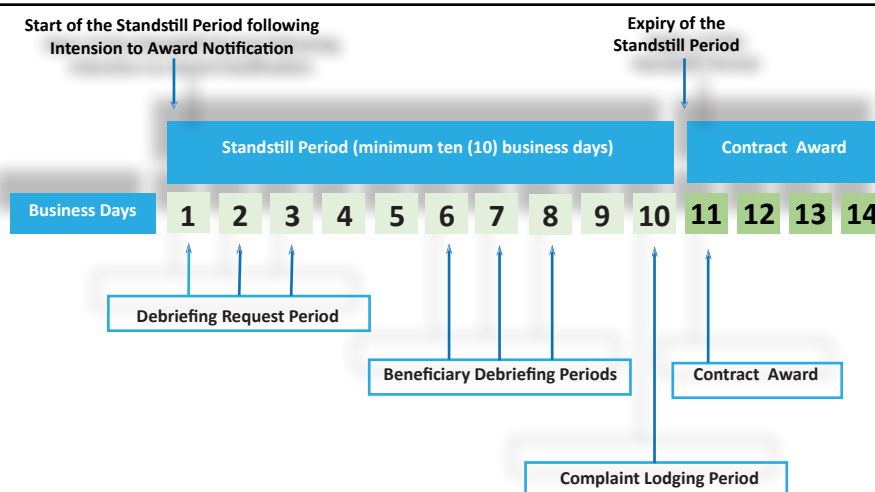 Start of the Standstill Period following
Intension to Award Notification
Expiry of the
Standstill Period
Standstill Period (minimum ten (10) business days)
Contract Award
Business Days
1 2 3 4 5 6 7 8 9 10 11 12 13 14
Debriefing Request Period
Beneficiary Debriefing Periods
Contract Award
Complaint Lodging Period